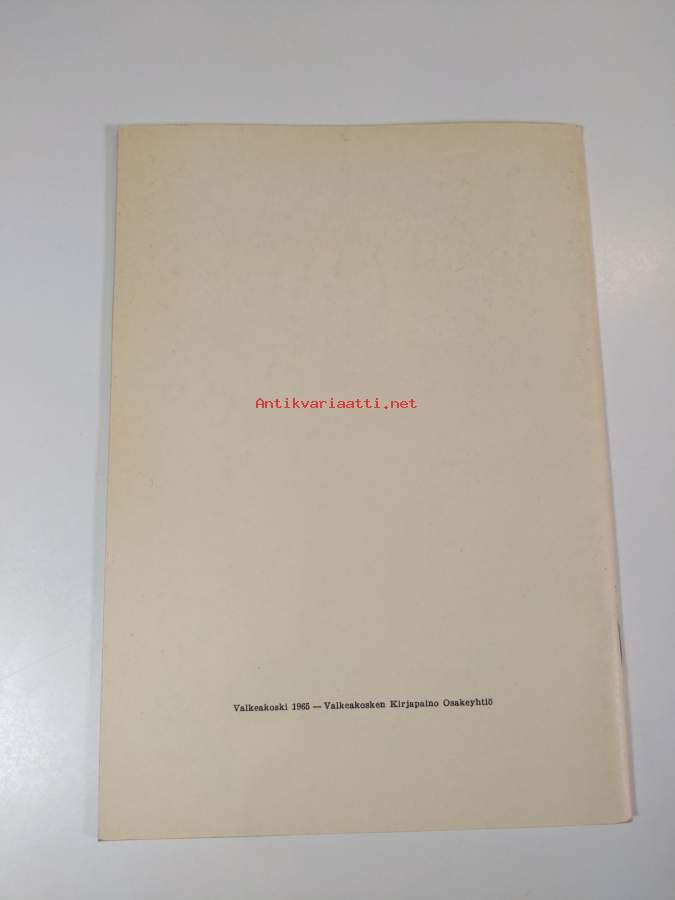 Antikvariaatti.net
Valkeakoski 1965 — Valkeakosken Kirjapaino Osakeyhtiö